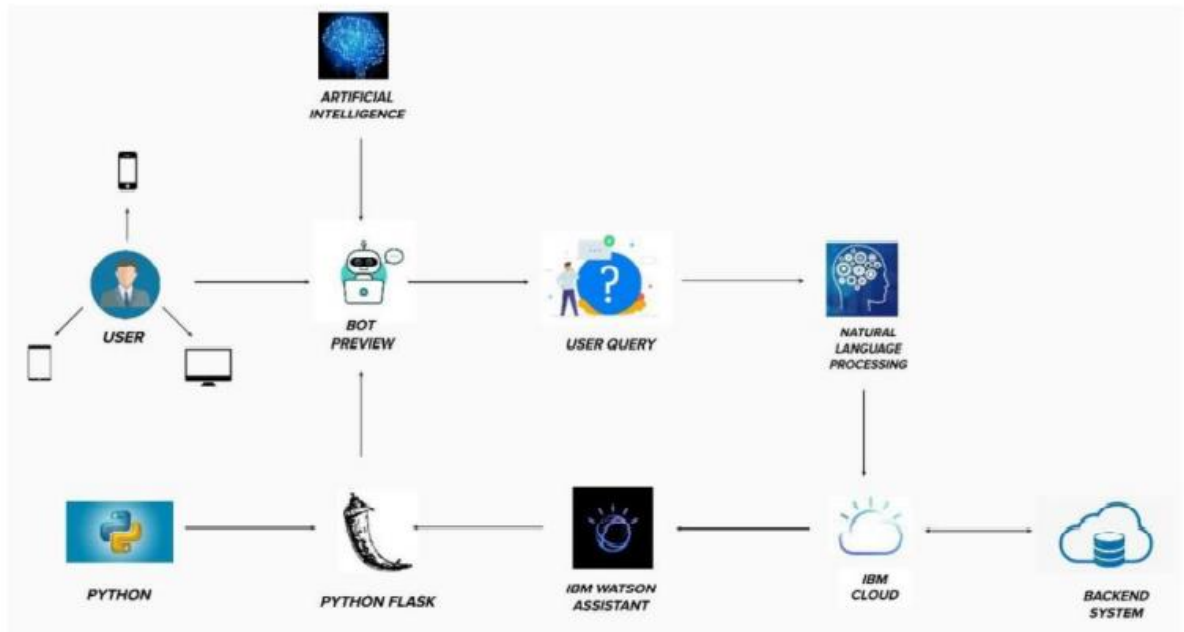 ARTIFICIAL
INTELLIGENCE
USER
BOT
PREVIEW
USER QUERY
NATURAL
LANGUAGE
PROCESSING
PYTHON
PYTHON FLASK
IBM WATSON
ASSISTANT
IBM
CLOUD
BACKEND
SYSTEM